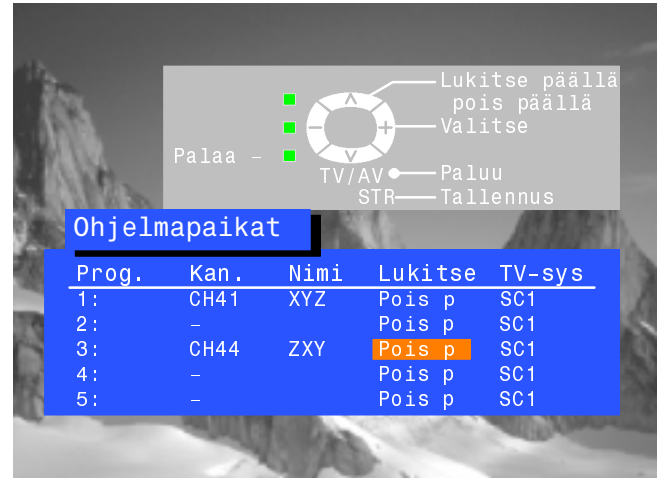 Lukitse päällä
pois päällä
Valitse
Palaa –
TV/AV Paluu
STR Tallennus
Ohjelmapaikat
Prog. Kan. Nimi Lukitse TV-sys
1: CH41 XYZ Pois p SC1
2: – Pois p SC1
3: CH44 ZXY Pois p SC1
4: – Pois p SC1
5: – Pois p SC1